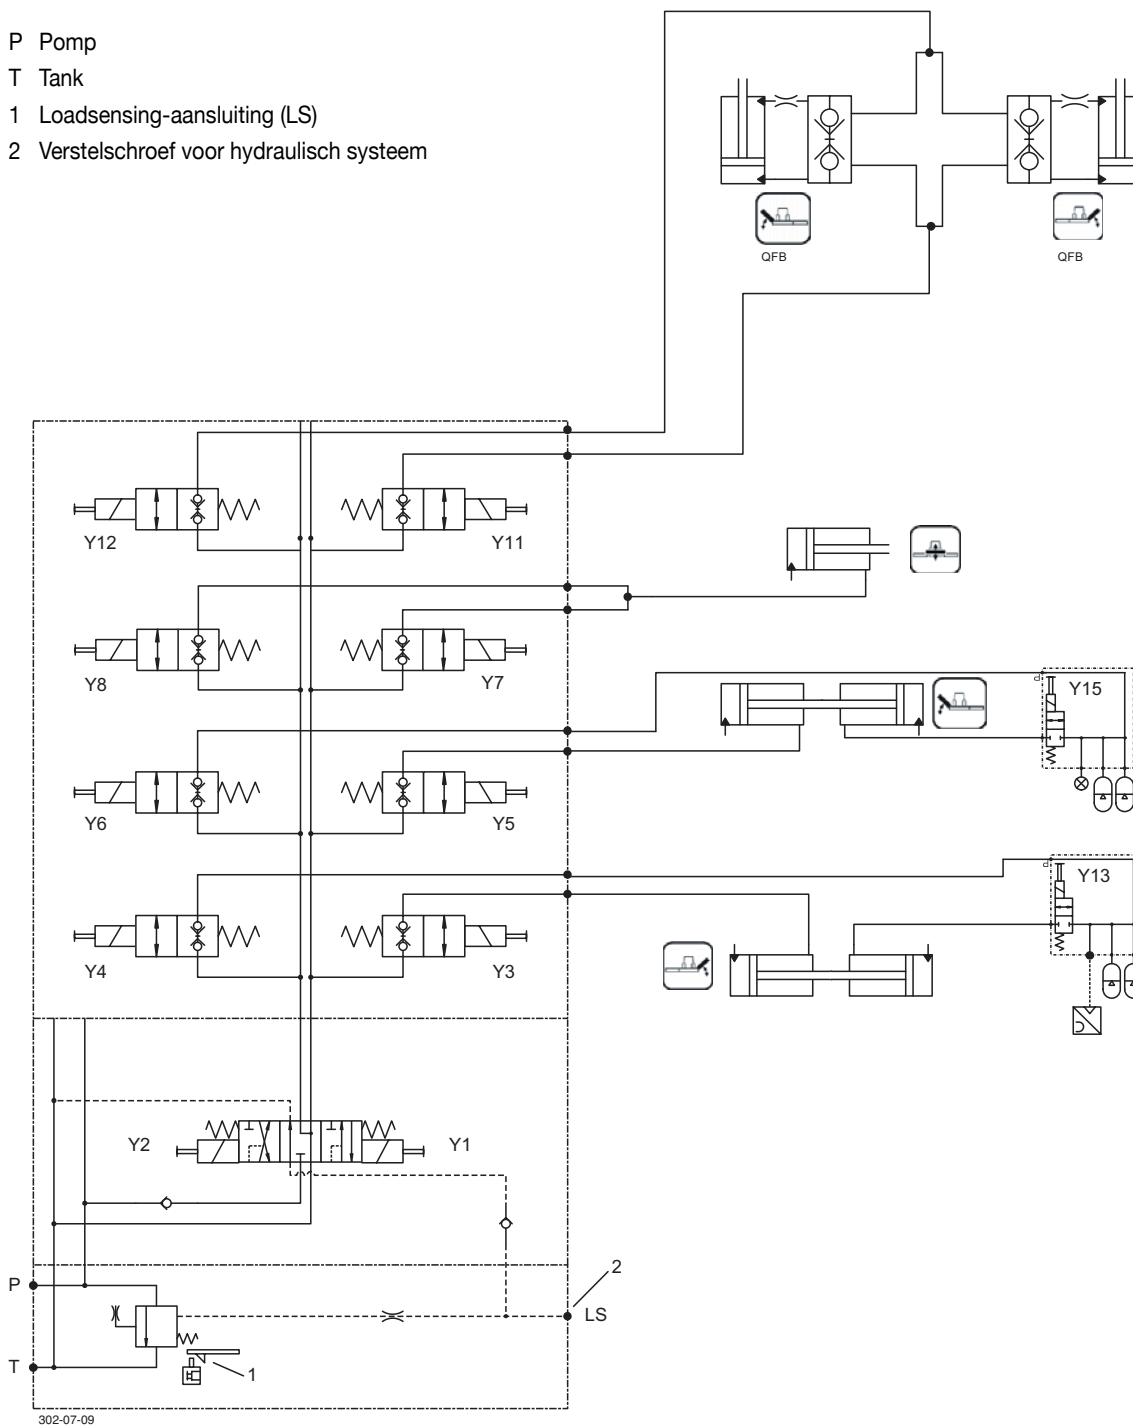 P Pomp
T Tank
1 Loadsensing-aansluiting (LS)
2 Verstelschroef voor hydraulisch systeem
QFB QFB
Y12 Y11
Y8 Y7
Y15
Y6 Y5
Y13
Y4 Y3
Y2 Y1
2
P
LS
T
1
302-07-09